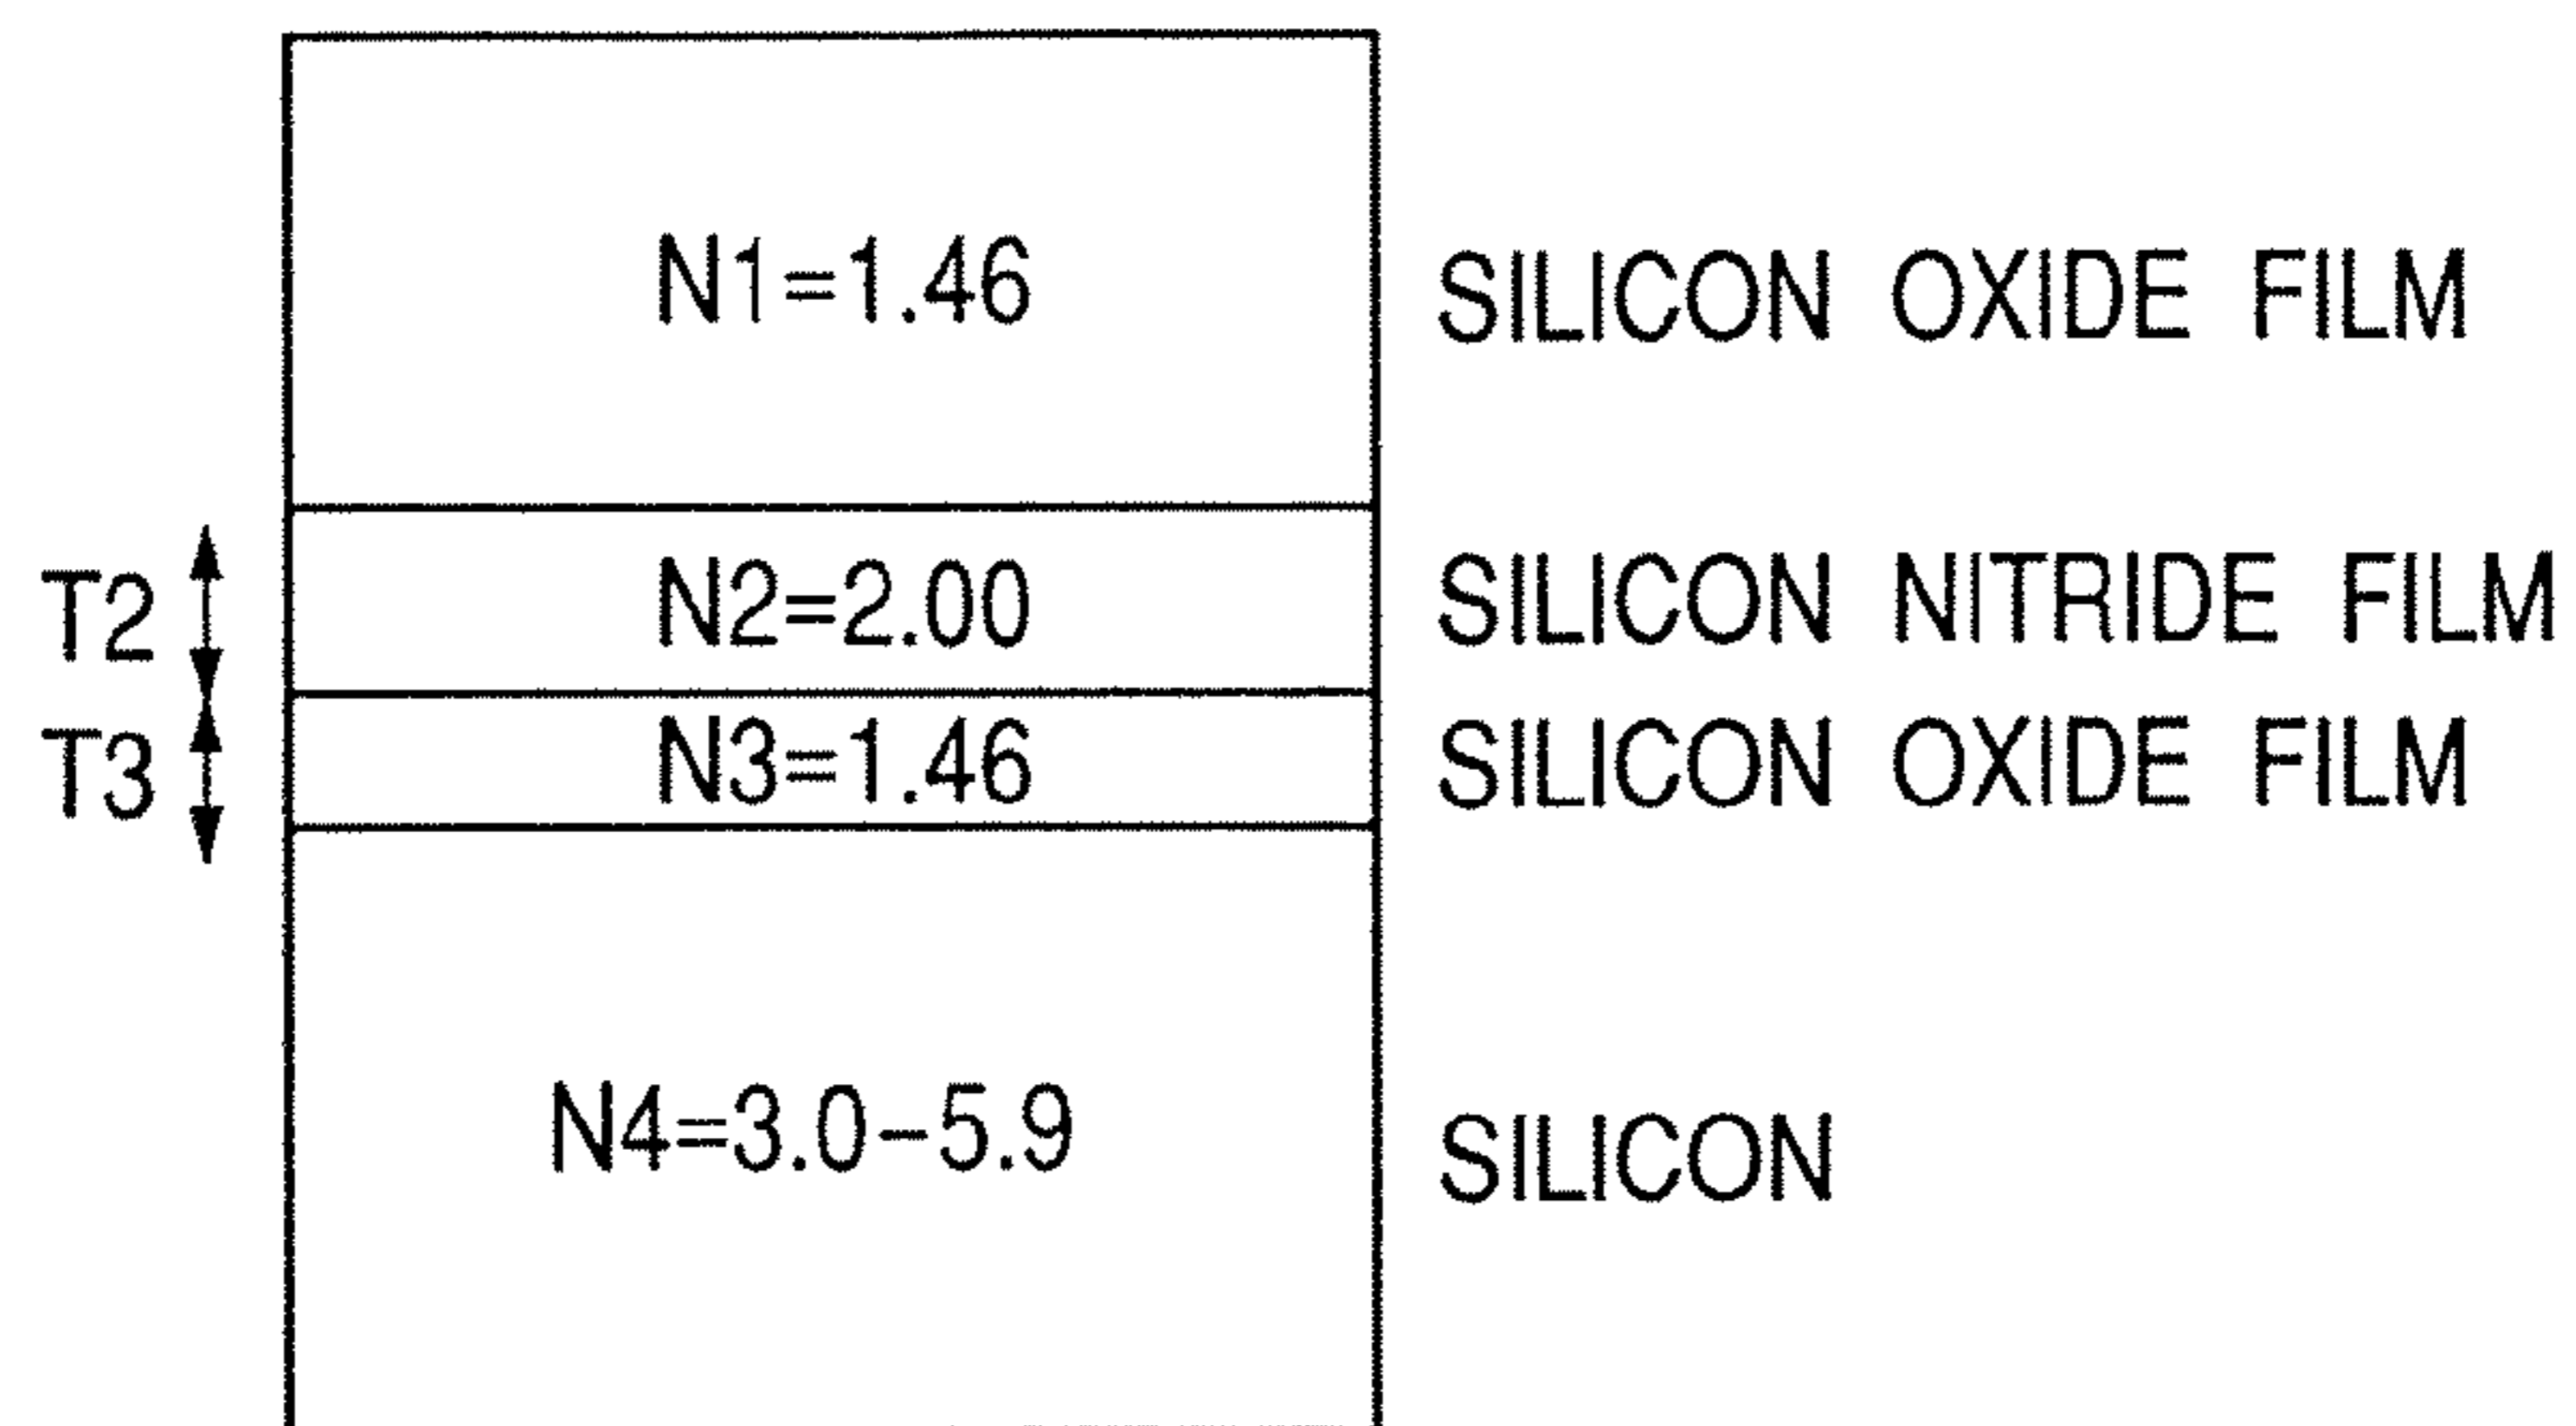 N1=1.46 SILICON OXIDE FILM
T2 N2=2.00 SILICON NITRIDE FILM
T3 N3=1.46 SILICON OXIDE FILM
N4=3.0-5.9 SILICON